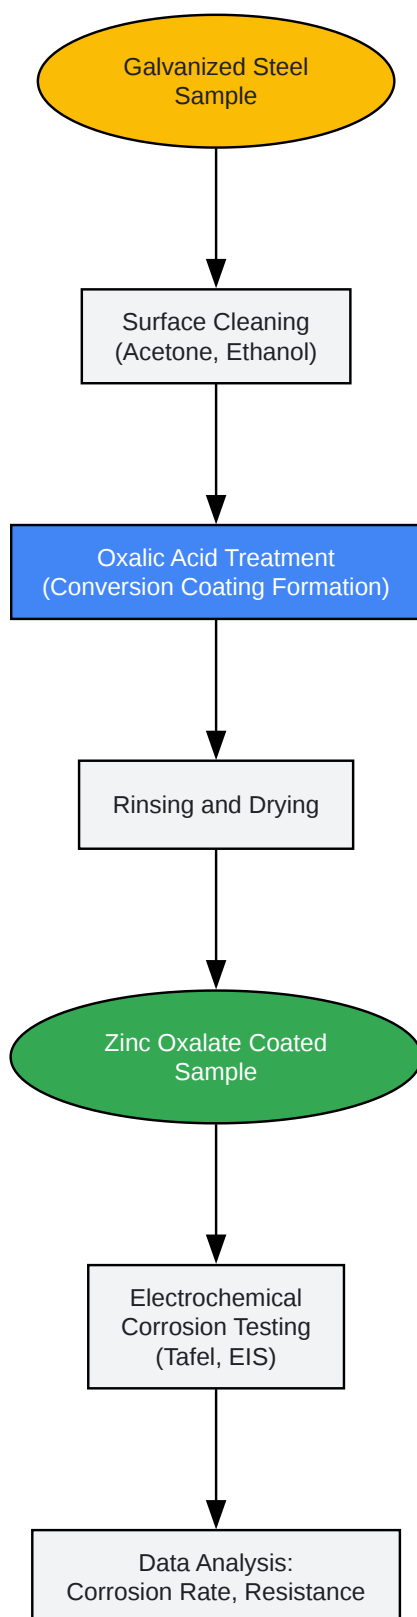 Galvanized Steel
Sample
Surface Cleaning
(Acetone, Ethanol)
Oxalic Acid Treatment
(Conversion Coating Formation)
Rinsing and Drying
Zinc Oxalate Coated
Sample
Electrochemical
Corrosion Testing
(Tafel, EIS)
Data Analysis:
Corrosion Rate, Resistance